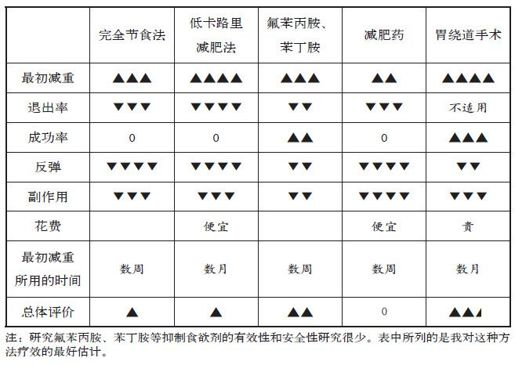 完全节食法 低卡路里减肥法 氟苯丙胺、苯丁胺 减肥药 胃绕道手术
最初减重 ▲▲▲ ▲▲▲▲ ▲▲▲ ▲▲ ▲▲▲▲
退出率 ▼▼▼ ▼▼▼▼ ▼▼ ▼▼▼ 不适用
成功率 0 0 ▲▲ 0 ▲▲▲
反弹 ▼▼▼▼ ▼▼▼▼ ▼▼ ▼▼▼▼ ▼▼
副作用 ▼▼▼ ▼▼▼ ▼▼ ▼▼▼▼ ▼▼▼
花费 便宜 便宜 贵
最初减重所用的时间 数周 数月 数周 数周 数月
总体评价 ▲ ▲ ▲▲ 0 ▲▲◢
注：研究氟苯丙胺、苯丁胺等抑制食欲剂的有效性和安全性研究很少。表中所列的是我对这种方
法疗效的最好估计。